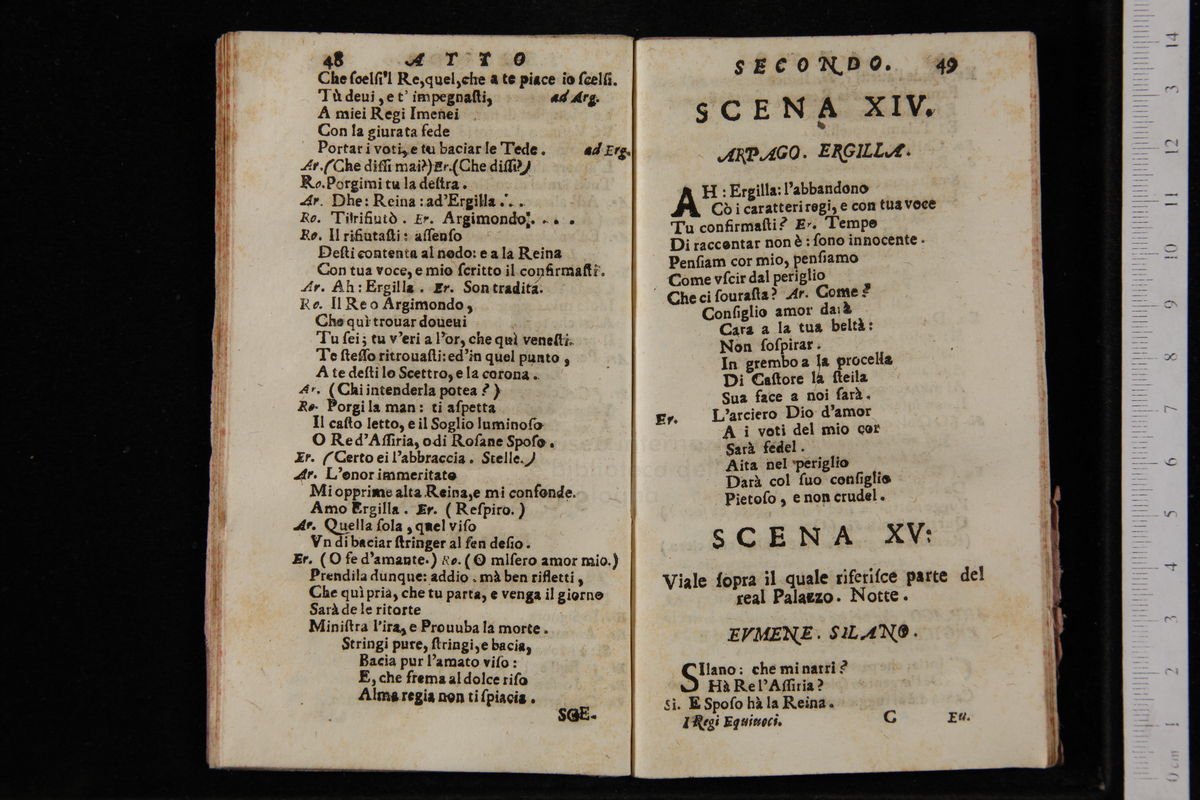 48 ATTO
Che ſcelſi'l Re, quel, che a te piace io ſcelſi.
Tù deui, e t' impegnaſti, ad Arg.
A miei Regi Imenei
Con la giurata fede
Portar i voti, e tu baciar le Tede. ad Erg.
Ar. (Che diſſi mai?) Er. (Che diſſi?)
Ro. Porgimi tu la deſtra.
Ar. Dhe: Reina: ad'Ergilla...
Ro. Ti rifiutò. Er. Argimondo....
Ro. Il rifiutaſti: aſſenſo
Deſti contenta al nodo: e a la Reina
Con tua voce, e mio ſcritto il confirmaſti.
Ar. Ah: Ergilla. Er. Son tradita.
Ro. Il Re o Argimondo,
Che quì trouar doueui
Tu ſei; tu v'eri a l'or, che quì veneſti.
Te ſteſſo ritrouaſti: ed'in quel punto,
A te deſti lo Scettro, e la corona.
Ar. (Chi intenderla potea?)
Ro. Porgi la man: ti aſpetta
Il caſto letto, e il Soglio luminoſo
O Re d'Aſſiria, o di Roſane Spoſo.
Er. (Certo ei l'abbraccia. Stelle.)
Ar. L'onor immeritato
Mi opprime alta Reina, e mi confonde.
Amo Ergilla. Er. (Reſpiro.)
Ar. Quella ſola, quel viſo
Vn di baciar ſtringer al ſen deſio.
Er. (O fe d'amante.) Ro. (O miſero amor mio.)
Prendila dunque: addio. mà ben rifletti,
Che quì pria, che tu parta, e venga il giorno
Sarà de le ritorte
Miniſtra l'ira, e Prouuba la morte.
Stringi pure, ſtringi, e bacia,
Bacia pur l'amato viſo:
E, che frema al dolce riſo
Alma regia non ti ſpiacia.
SCE-
SECONDO. 49
SCENA XIV.
ARPAGO. ERGILLA.
AH: Ergilla: l'abbandono
Cò i caratteri regi, e con tua voce
Tu confirmaſti? Er. Tempo
Di raccontar non è: ſono innocente.
Penſiam cor mio, penſiamo
Come vſcir dal periglio
Che ci ſouraſta? Ar. Come?
Conſiglio amor darà
Cara a la tua beltà:
Non ſoſpirar.
In grembo a la procella
Di Caſtore la ſtella
Sua face a noi farà.
Er. L'arciero Dio d'amor
A i voti del mio cor
Sarà fedel.
Aita nel periglio
Darà col ſuo conſiglio
Pietoſo, e non crudel.
SCENA XV:
Viale ſopra il quale riferiſce parte del
real Palazzo. Notte.
EVMENE. SILANO.
SIlano: che mi narri?
Hà Re l'Aſſiria?
Si. E Spoſo hà la Reina.
I Regi Equiuoci. C Eu.